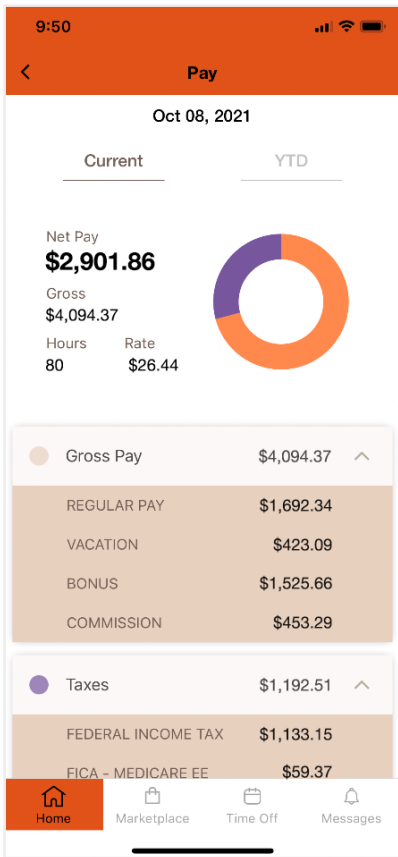 9:50
Pay
Oct 08, 2021
Current YTD
Net Pay
$2,901.86
Gross
$4,094.37
Hours Rate
80 $26.44
Gross Pay $4,094.37
REGULAR PAY $1,692.34
VACATION $423.09
BONUS $1,525.66
COMMISSION $453.29
Taxes $1,192.51
FEDERAL INCOME TAX $1,133.15
FICA - MEDICARE EE $59.37
Home Marketplace Time Off Messages